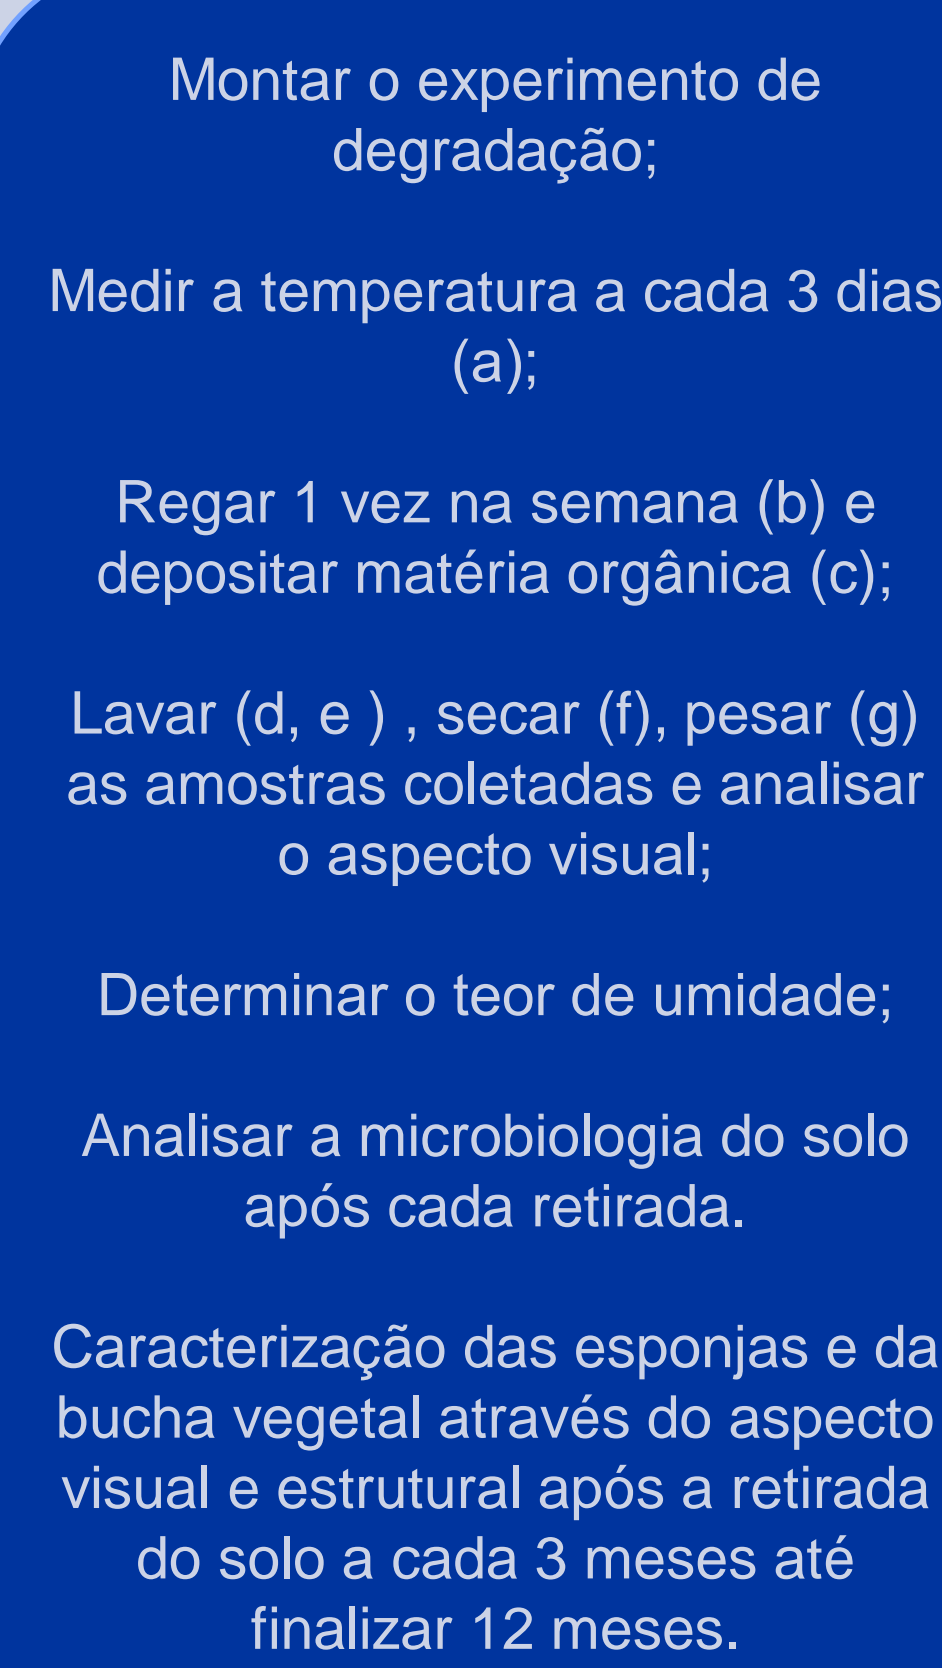 Montar o experimento de
degradação;
Medir a temperatura a cada 3 dias
(a);
Regar 1 vez na semana (b) e
depositar matéria orgânica (c);
Lavar (d, e ) , secar (f), pesar (g)
as amostras coletadas e analisar
o aspecto visual;
Determinar o teor de umidade;
Analisar a microbiologia do solo
após cada retirada.
Caracterização das esponjas e da
bucha vegetal através do aspecto
visual e estrutural após a retirada
do solo a cada 3 meses até
finalizar 12 meses.